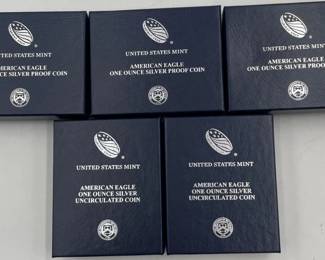 UNITED STATES MINT
AMERICAN EAGLE
ONE OUNCE SILVER PROOF COIN
UNITED STATES MINT
AMERICAN EAGLE
ONE OUNCE SILVER PROOF COIN
UNITED STATES MINT
AMERICAN EAGLE
ONE OUNCE SILVER PROOF
UNITED STATES MINT
AMERICAN EAGLE
ONE OUNCE SILVER
UNCIRCULATED COIN
UNITED STATES MINT
AMERICAN EAGLE
ONE OUNCE SILVER
UNCIRCULATED COIN